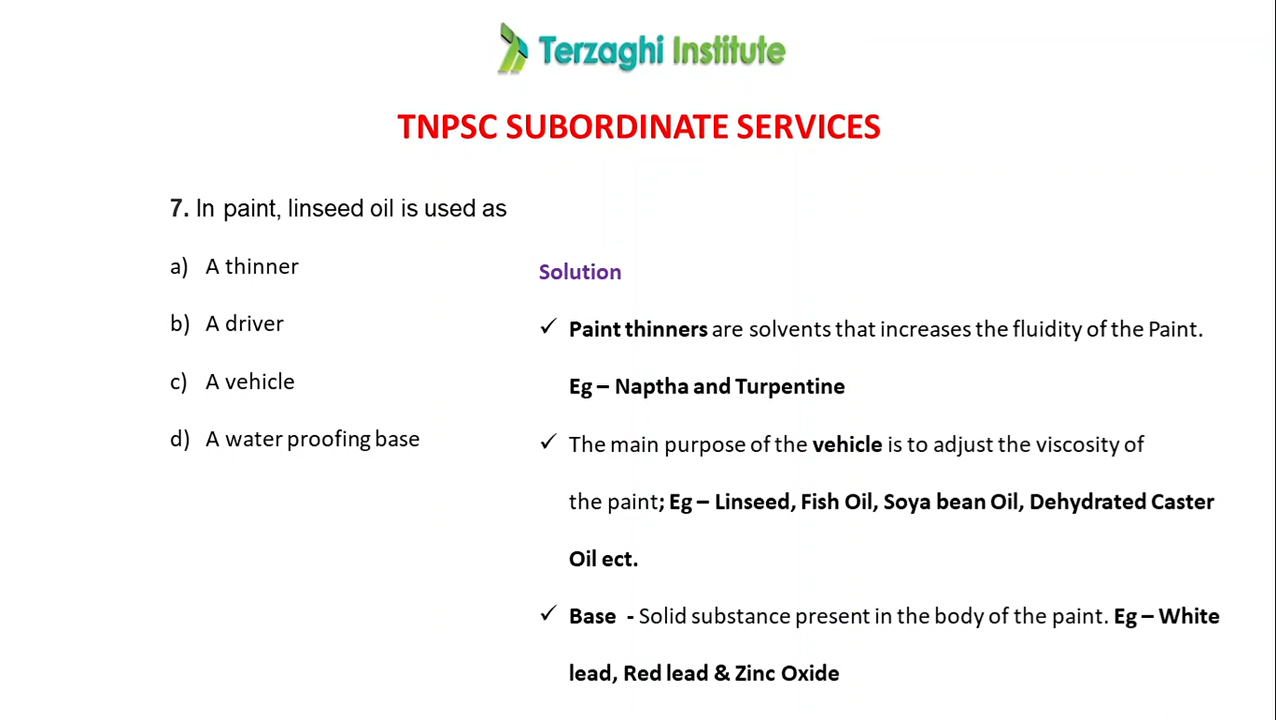 Terzaghi Institute
TNPSC SUBORDINATE SERVICES
7. In paint, linseed oil is used as
a) A thinner
b) A driver
c) A vehicle
d) A water proofing base
Solution
✓ Paint thinners are solvents that increases the fluidity of the Paint.
Eg – Naptha and Turpentine
✓ The main purpose of the vehicle is to adjust the viscosity of
the paint; Eg – Linseed, Fish Oil, Soya bean Oil, Dehydrated Caster
Oil ect.
✓ Base - Solid substance present in the body of the paint. Eg – White
lead, Red lead & Zinc Oxide